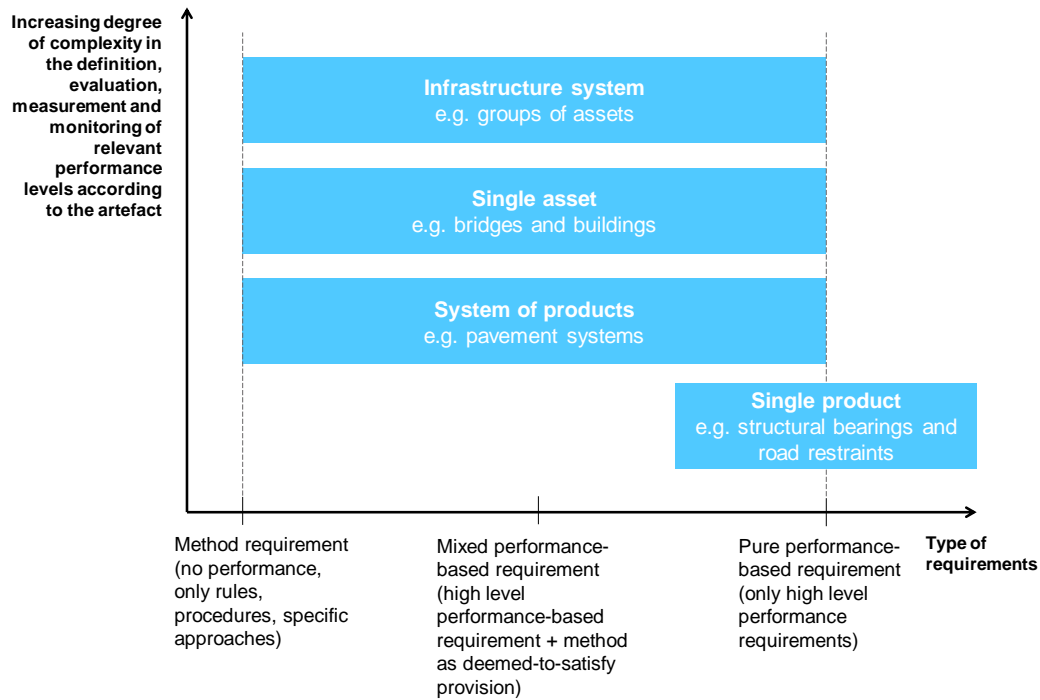 Increasing degree
of complexity in
the definition,
evaluation,
measurement and
monitoring of
relevant
performance
levels according
to the artefact
Infrastructure system
e.g. groups of assets
Single asset
e.g. bridges and buildings
System of products
e.g. pavement systems
Single product
e.g. structural bearings and
road restraints
Method requirement
(no performance,
only rules,
procedures, specific
approaches)
Mixed performance-
based requirement
(high level
performance-based
requirement + method
as deemed-to-satisfy
provision)
Pure performance-
based requirement
(only high level
performance
requirements)
Type of
requirements